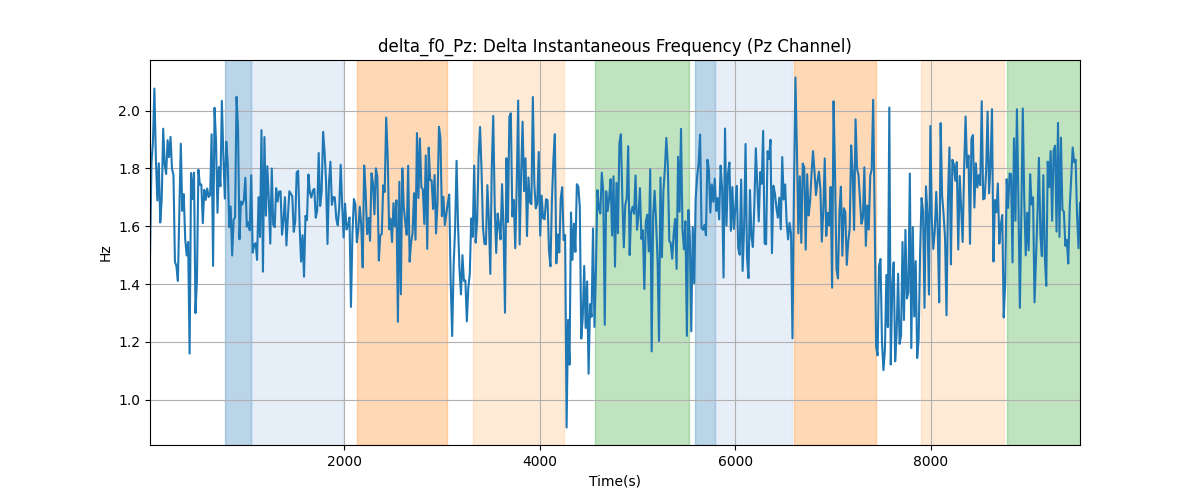 delta_f0_Pz: Delta Instantaneous Frequency (Pz Channel)
2.0
1.8
1.6
1.4
1.2
1.0
Hz
2000 4000 6000 8000
Time(s)